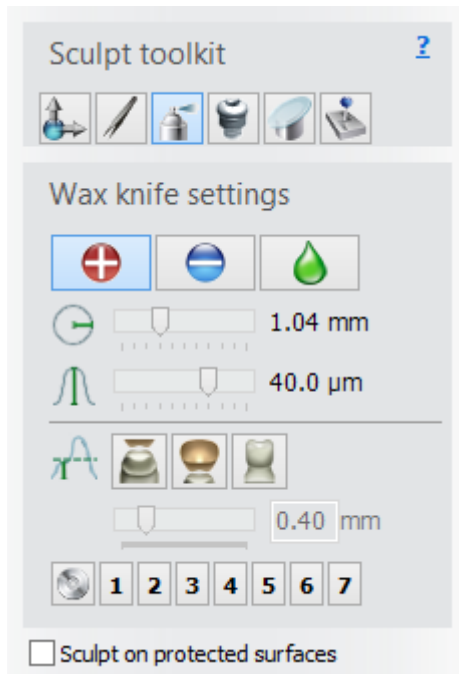 Sculpt toolkit ?
Wax knife settings
1.04 mm
40.0 µm
0.40 mm
1 2 3 4 5 6 7
Sculpt on protected surfaces